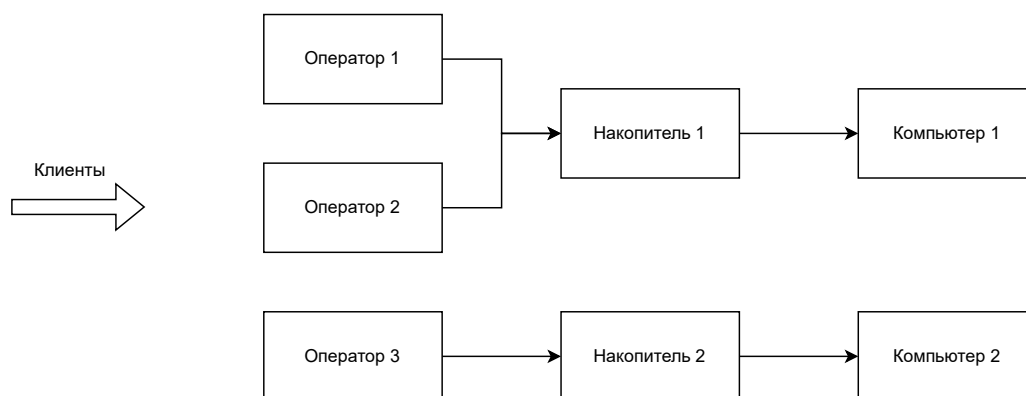 Оператор 1
Накопитель 1
Компьютер 1
Клиенты
Оператор 2
Оператор 3
Накопитель 2
Компьютер 2